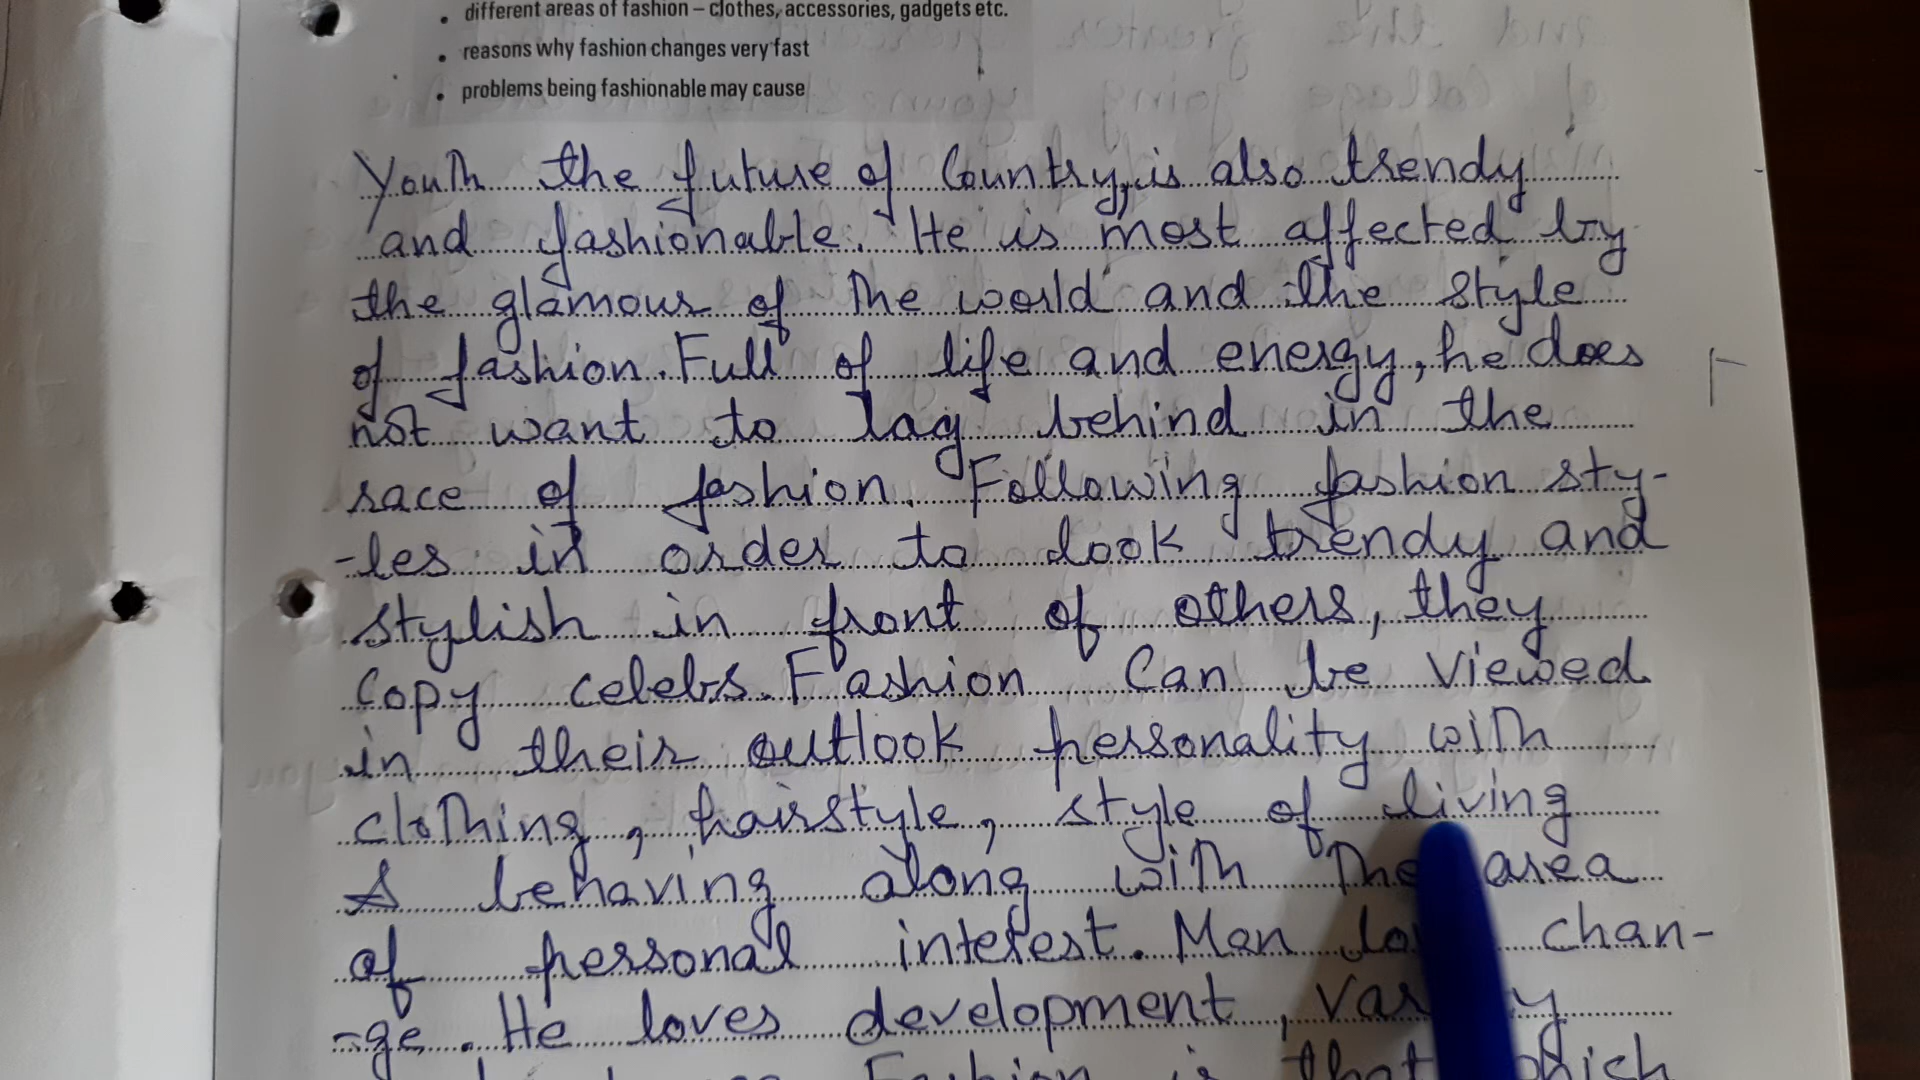 • different areas of fashion – clothes, accessories, gadgets etc.
• reasons why fashion changes very fast
• problems being fashionable may cause
Youth the future of Country, is also trendy
and fashionable. He is most affected by
the glamour of the world and the style
of fashion. Full of life and energy, he does
not want to lag behind in the
race of fashion. Following fashion sty-
-les in order to look trendy and
stylish in front of others, they
Copy celebs. Fashion Can be viewed
in their outlook personality with
clothing, hairstyle, style of living
& behaving along with the area
of personal interest. Man chan-
-ge. He loves development,
Fashion is that